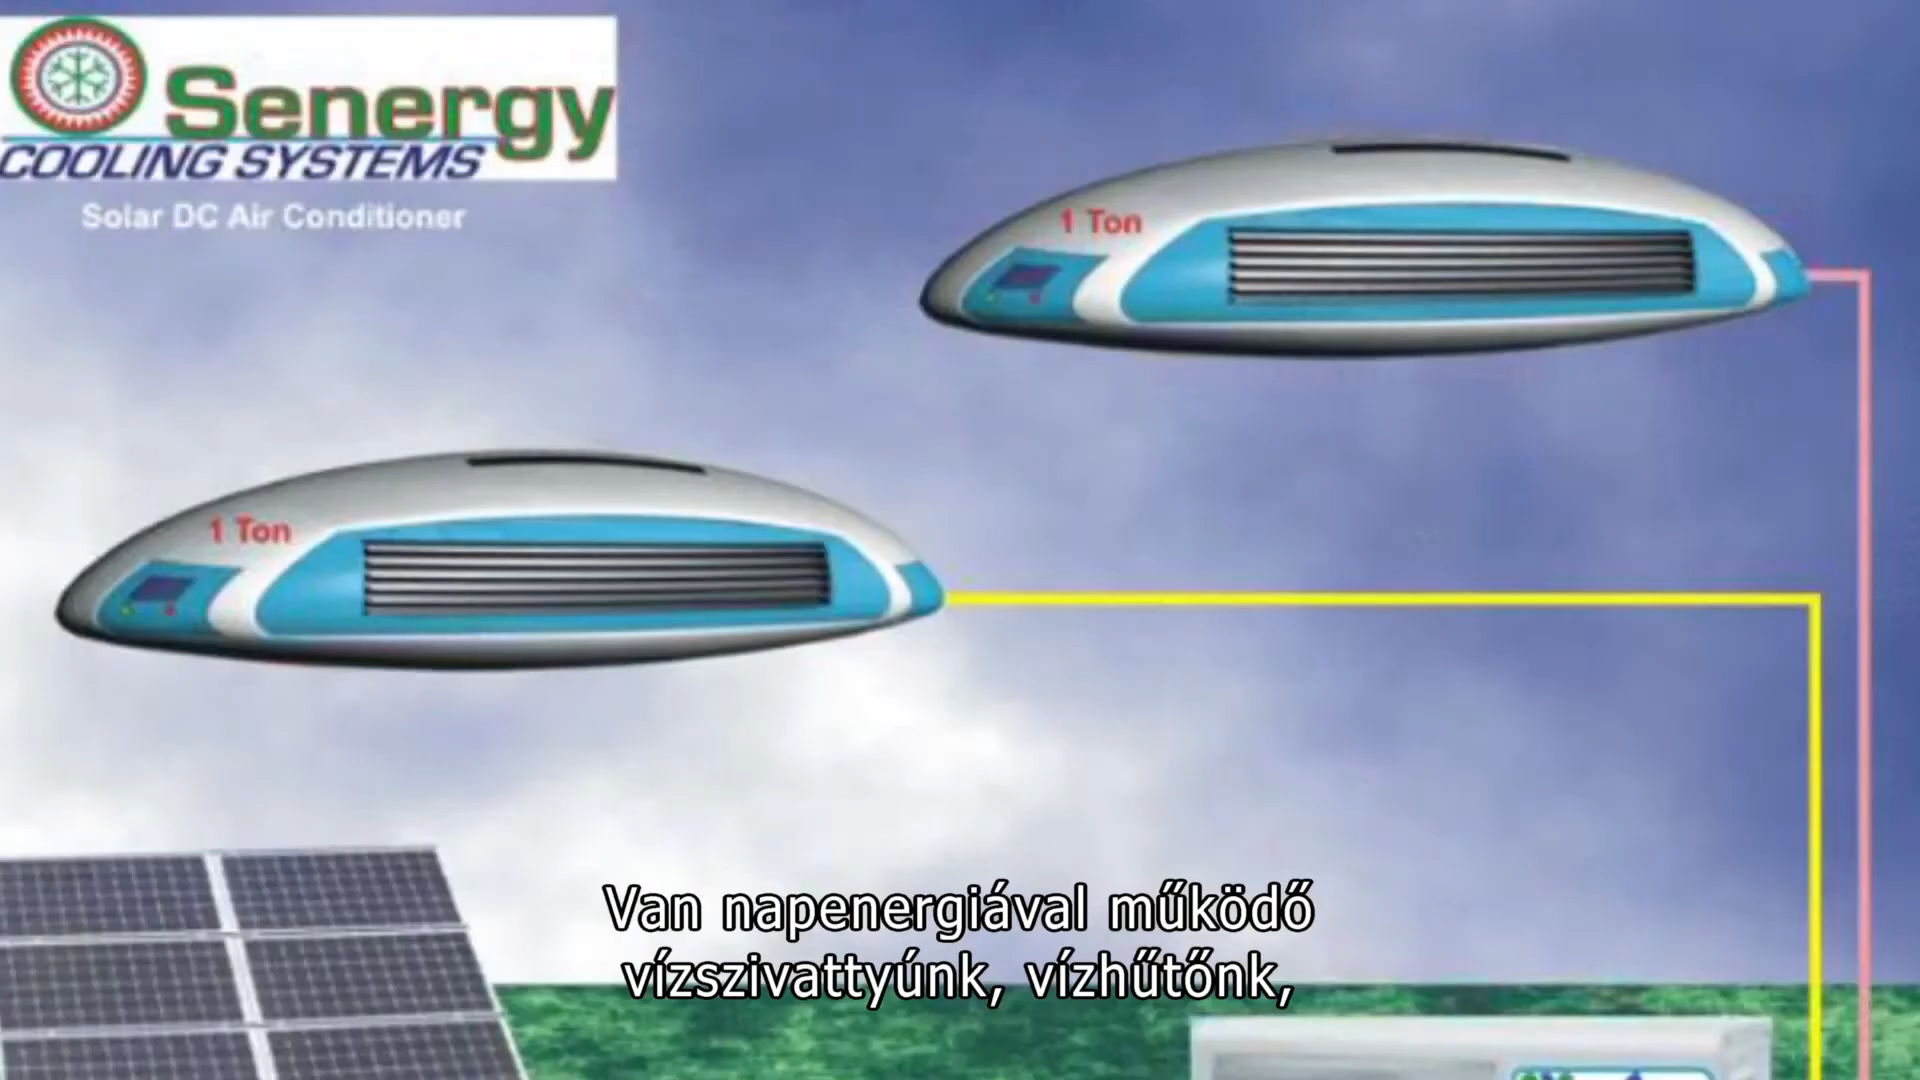 Senergy
COOLING SYSTEMS
Solar DC Air Conditioner
1 Ton
1 Ton
Van napenergiával működő
vízszivattyúnk, vízhűtőnk,